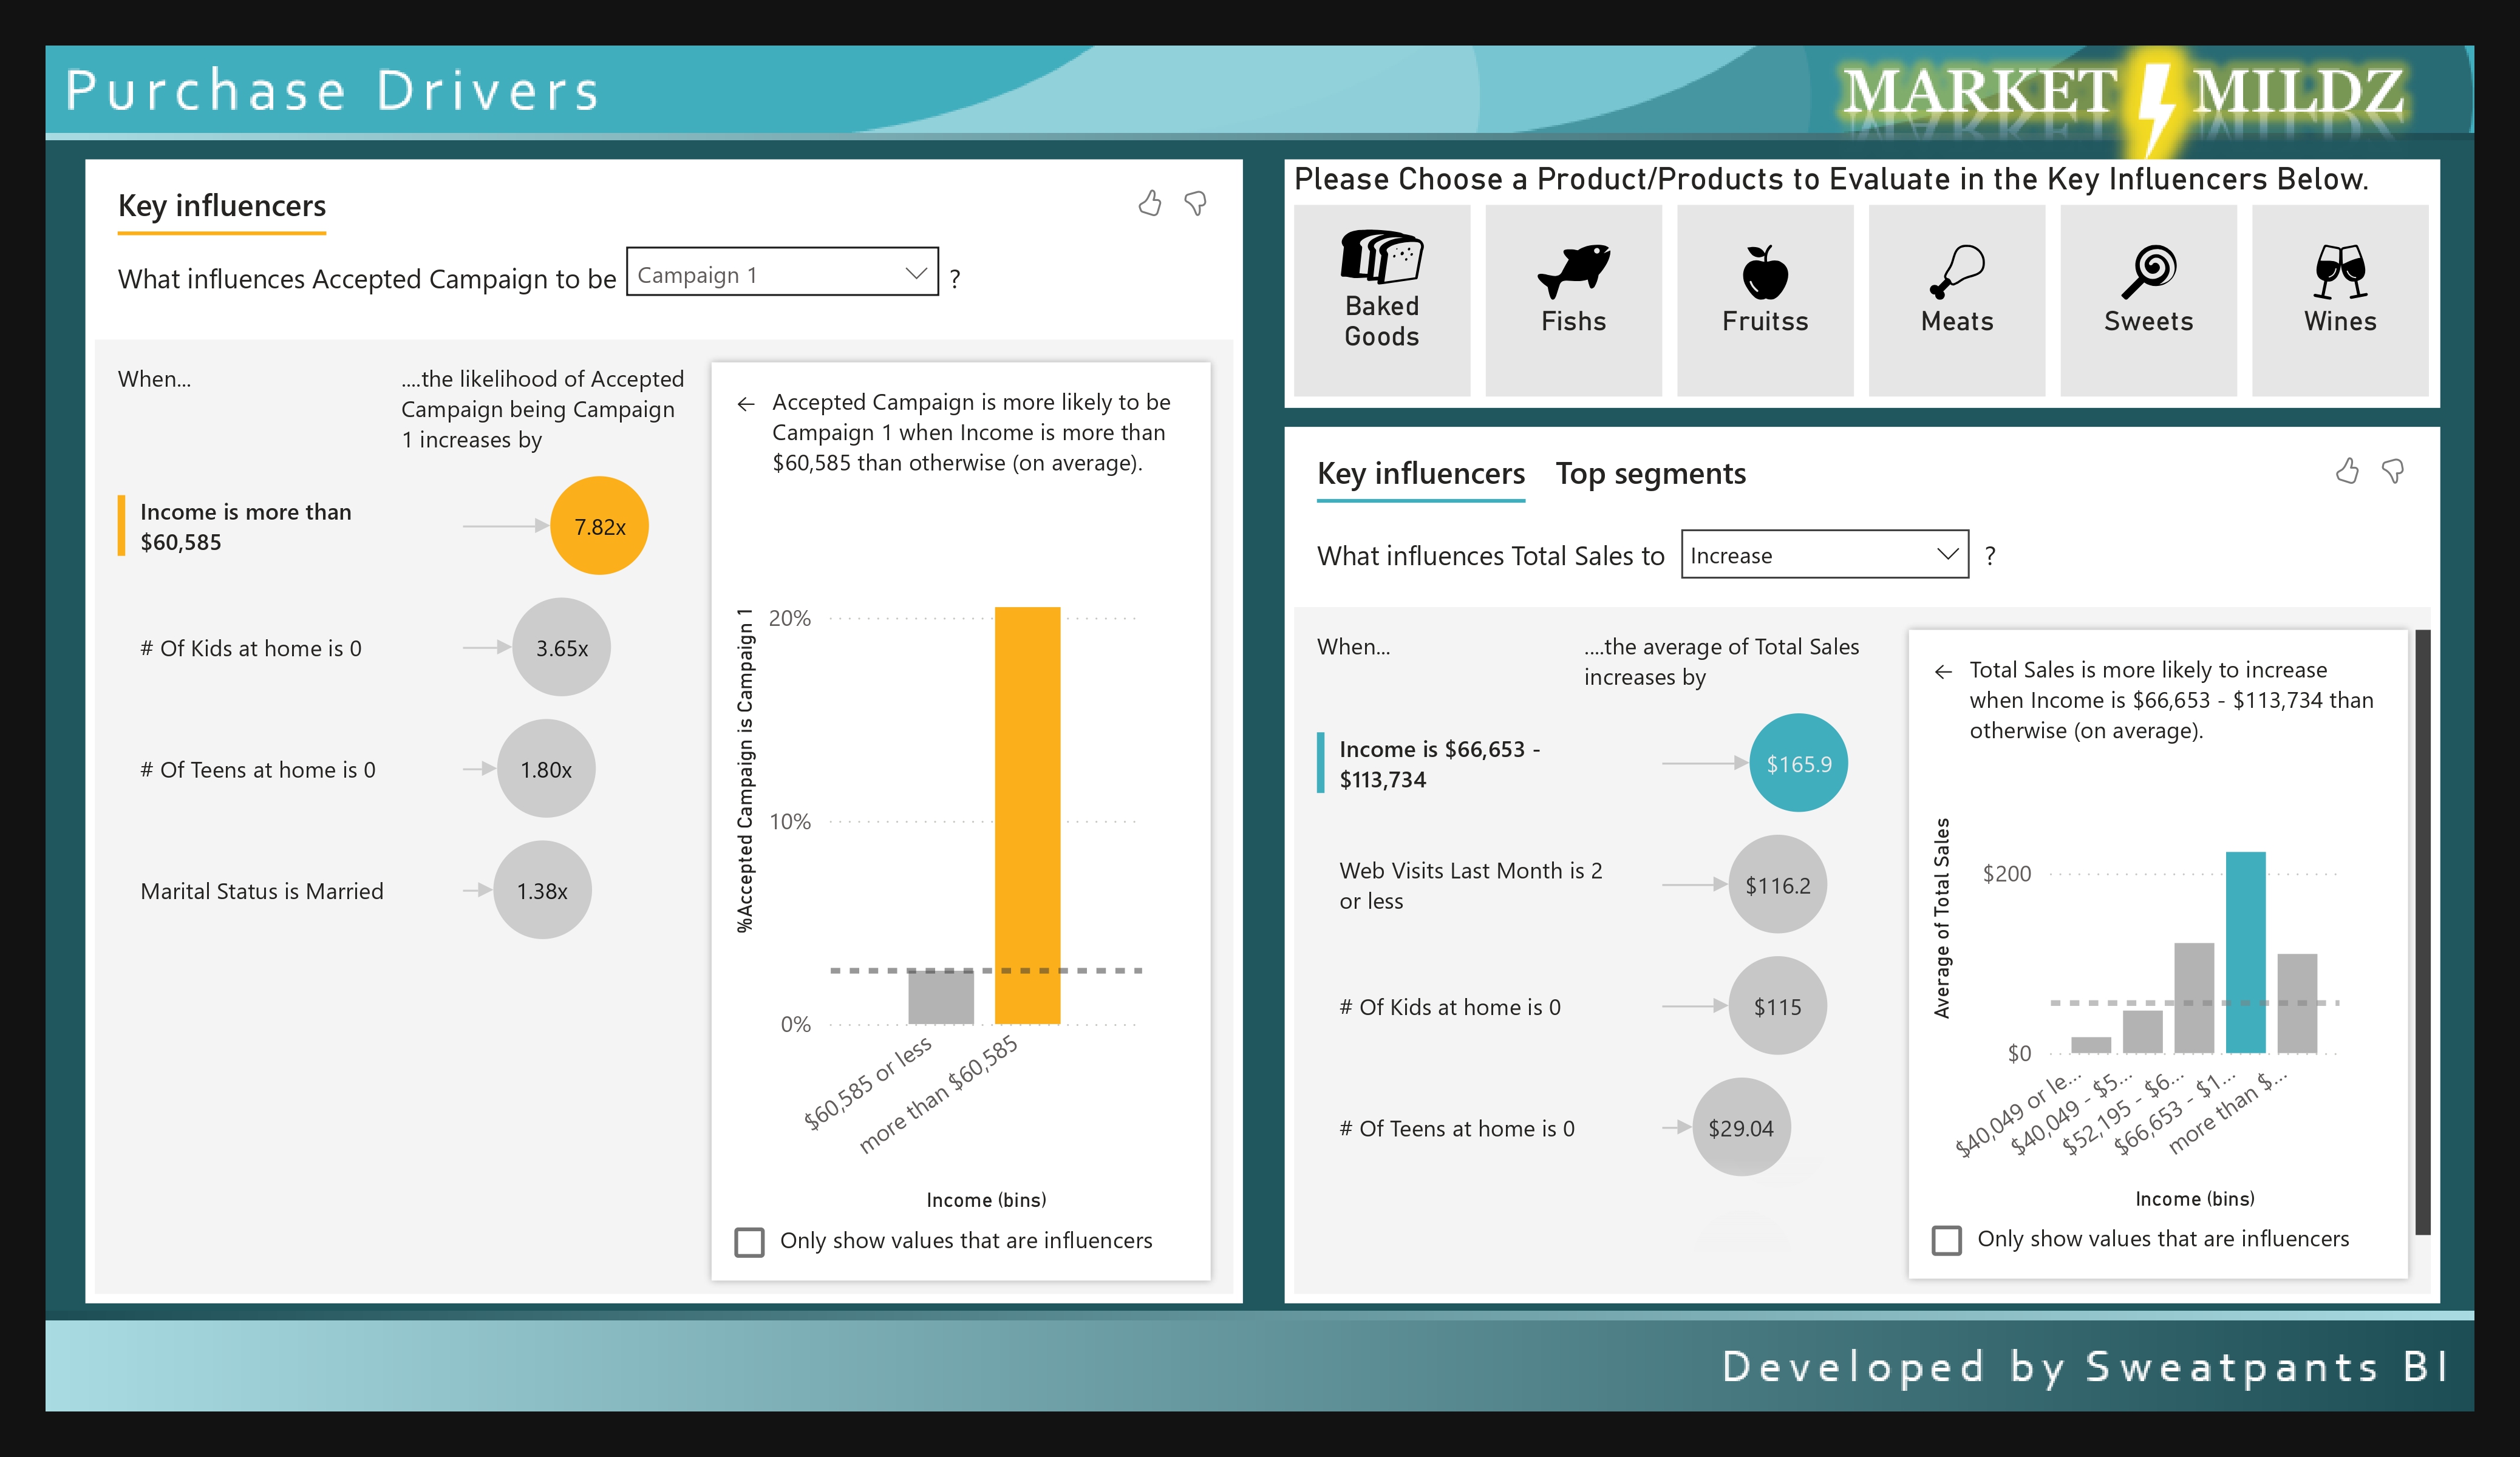 Purchase Drivers
MARKET MILDZ
Key influencers
What influences Accepted Campaign to be Campaign 1 ?
When...
....the likelihood of Accepted
Campaign being Campaign
1 increases by
Income is more than
$60,585
7.82x
# Of Kids at home is 0
3.65x
# Of Teens at home is 0
1.80x
Marital Status is Married
1.38x
Accepted Campaign is more likely to be
Campaign 1 when Income is more than
$60,585 than otherwise (on average).
%Accepted Campaign is Campaign 1
20%
10%
0%
$60,585 or less
more than $60,585
Income (bins)
Only show values that are influencers
Please Choose a Product/Products to Evaluate in the Key Influencers Below.
Baked
Goods
Fishs
Fruitss
Meats
Sweets
Wines
Key influencers
Top segments
What influences Total Sales to Increase ?
When...
....the average of Total Sales
increases by
Income is $66,653 -
$113,734
$165.9
Web Visits Last Month is 2
or less
$116.2
# Of Kids at home is 0
$115
# Of Teens at home is 0
$29.04
Total Sales is more likely to increase
when Income is $66,653 - $113,734 than
otherwise (on average).
Average of Total Sales
$200
$0
$40,049 or le...
$40,049 - $5...
$52,195 - $6...
$66,653 - $1...
more than $...
Income (bins)
Only show values that are influencers
Developed by Sweatpants BI